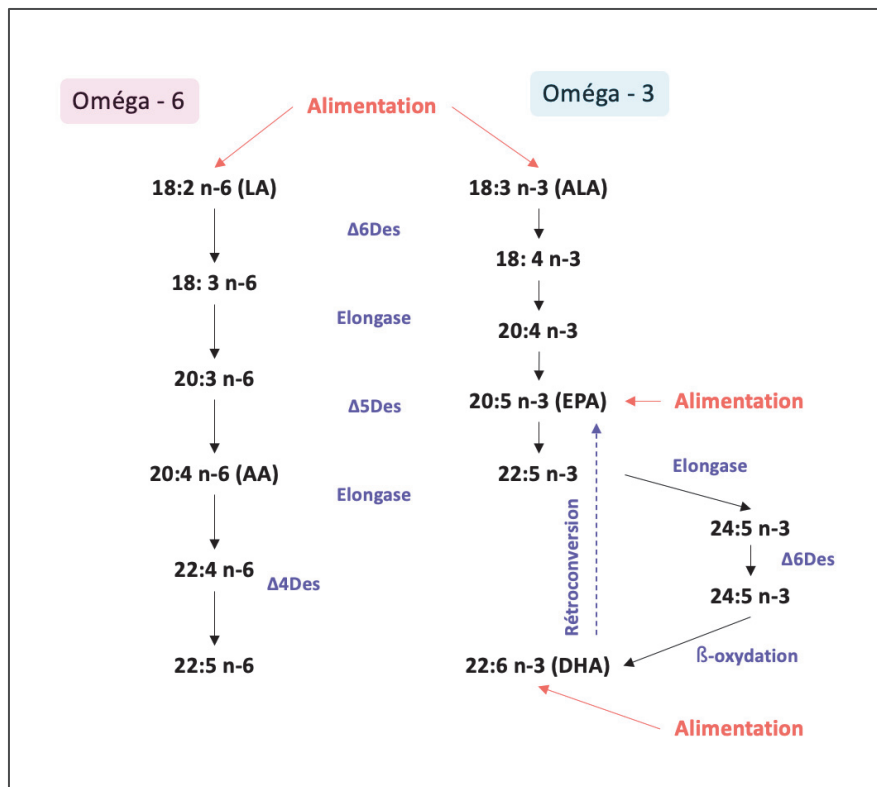 Oméga - 6
Alimentation
Oméga - 3
18:2 n-6 (LA)
18:3 n-3 (ALA)
Δ6Des
18: 4 n-3
18: 3 n-6
Elongase
20:4 n-3
20:3 n-6
Δ5Des
20:5 n-3 (EPA)
Alimentation
20:4 n-6 (AA)
Elongase
22:5 n-3
Elongase
24:5 n-3
Rétroconversion
Δ6Des
22:4 n-6
Δ4Des
24:5 n-3
22:5 n-6
22:6 n-3 (DHA)
ß-oxydation
Alimentation